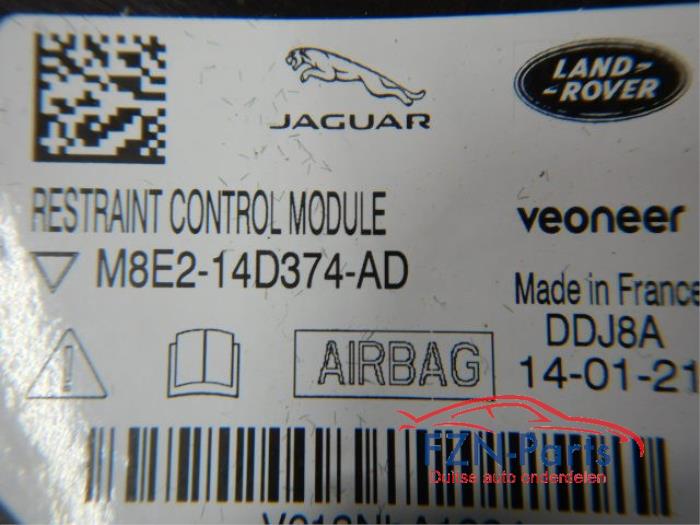 JAGUAR
LAND-
-ROVER
RESTRAINT CONTROL MODULE
veoneer
M8E2-14D374-AD
Made in France
DDJ8A
AIRBAG
14-01-21
FZN-Parts
Duitse auto onderdelen